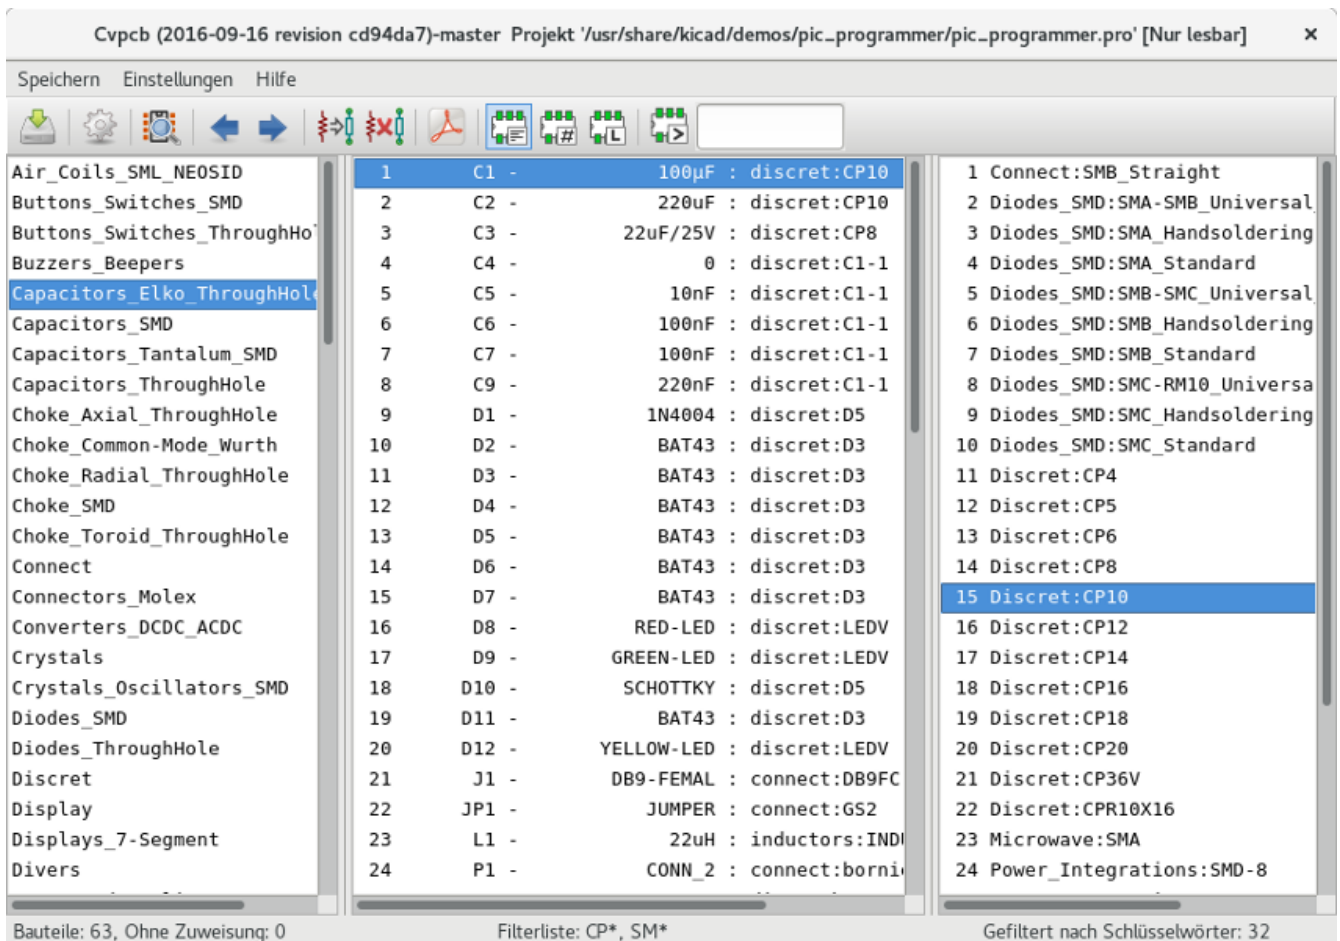 Cvpcb (2016-09-16 revision cd94da7)-master  Projekt '/usr/share/kicad/demos/pic_programmer/pic_programmer.pro' [Nur lesbar]
Speichern Einstellungen Hilfe
Air_Coils_SML_NEOSID
Buttons_Switches_SMD
Buttons_Switches_ThroughHo
Buzzers_Beepers
Capacitors_Elko_ThroughHole
Capacitors_SMD
Capacitors_Tantalum_SMD
Capacitors_ThroughHole
Choke_Axial_ThroughHole
Choke_Common-Mode_Wurth
Choke_Radial_ThroughHole
Choke_SMD
Choke_Toroid_ThroughHole
Connect
Connectors_Molex
Converters_DCDC_ACDC
Crystals
Crystals_Oscillators_SMD
Diodes_SMD
Diodes_ThroughHole
Discret
Display
Displays_7-Segment
Divers
1 C1 - 100µF : discret:CP10
2 C2 - 220uF : discret:CP10
3 C3 - 22uF/25V : discret:CP8
4 C4 - 0 : discret:C1-1
5 C5 - 10nF : discret:C1-1
6 C6 - 100nF : discret:C1-1
7 C7 - 100nF : discret:C1-1
8 C9 - 220nF : discret:C1-1
9 D1 - 1N4004 : discret:D5
10 D2 - BAT43 : discret:D3
11 D3 - BAT43 : discret:D3
12 D4 - BAT43 : discret:D3
13 D5 - BAT43 : discret:D3
14 D6 - BAT43 : discret:D3
15 D7 - BAT43 : discret:D3
16 D8 - RED-LED : discret:LEDV
17 D9 - GREEN-LED : discret:LEDV
18 D10 - SCHOTTKY : discret:D5
19 D11 - BAT43 : discret:D3
20 D12 - YELLOW-LED : discret:LEDV
21 J1 - DB9-FEMAL : connect:DB9FC
22 JP1 - JUMPER : connect:GS2
23 L1 - 22uH : inductors:IND
24 P1 - CONN_2 : connect:borni
1 Connect:SMB_Straight
2 Diodes_SMD:SMA-SMB_Universal_
3 Diodes_SMD:SMA_Handsoldering
4 Diodes_SMD:SMA_Standard
5 Diodes_SMD:SMB-SMC_Universal_
6 Diodes_SMD:SMB_Handsoldering
7 Diodes_SMD:SMB_Standard
8 Diodes_SMD:SMC-RM10_Universa
9 Diodes_SMD:SMC_Handsoldering
10 Diodes_SMD:SMC_Standard
11 Discret:CP4
12 Discret:CP5
13 Discret:CP6
14 Discret:CP8
15 Discret:CP10
16 Discret:CP12
17 Discret:CP14
18 Discret:CP16
19 Discret:CP18
20 Discret:CP20
21 Discret:CP36V
22 Discret:CPR10X16
23 Microwave:SMA
24 Power_Integrations:SMD-8
Bauteile: 63, Ohne Zuweisung: 0
Filterliste: CP*, SM*
Gefiltert nach Schlüsselwörter: 32